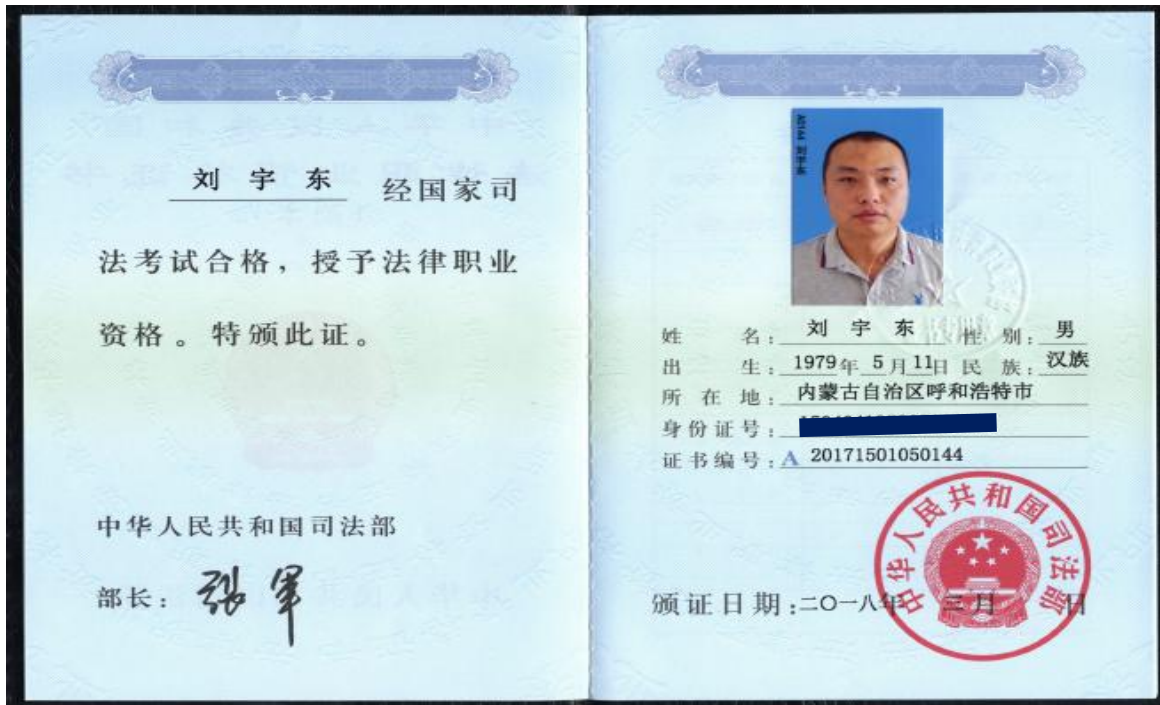 刘宇东 经国家司
法考试合格，授予法律职业
资格。特颁此证。
中华人民共和国司法部
部长：张军
A0144 刘宇东
姓名：刘宇东 性别：男
出生：1979年5月11日 民族：汉族
所在地：内蒙古自治区呼和浩特市
身份证号：
证书编号：A 20171501050144
中华人民共和国司法部
颁证日期：二〇一八年三月 日